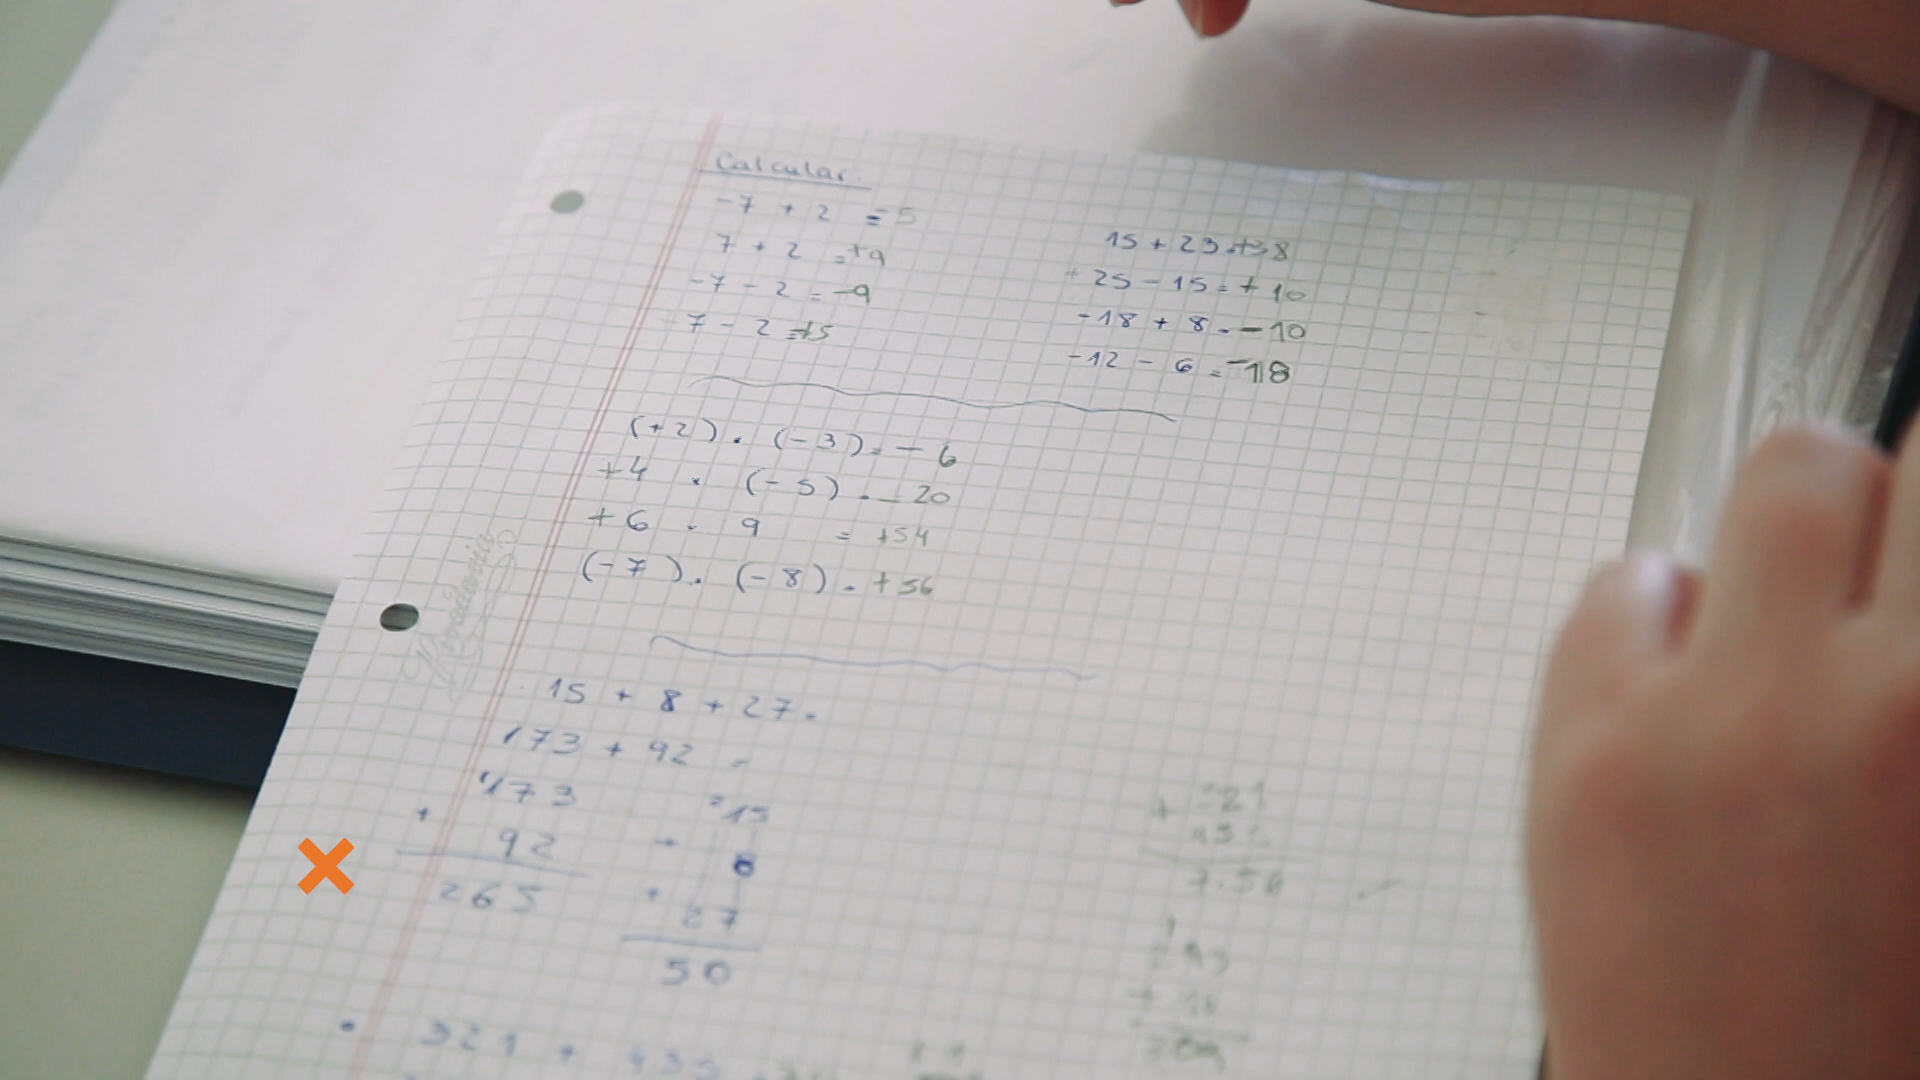 Calcular.
-7 + 2 = -5
7 + 2 = +9
-7 - 2 = -9
7 - 2 = +5
15 + 23 = +38
+ 25 - 15 = + 10
-18 + 8 = -10
-12 - 6 = -18
(+2) . (-3) = - 6
+4 . (-5) = - 20
+6 . 9 = +54
(-7) . (-8) = +56
15 + 8 + 27 =
173 + 92 =
173
+ 92
265
15
+ 8
+ 27
50
321 + 435